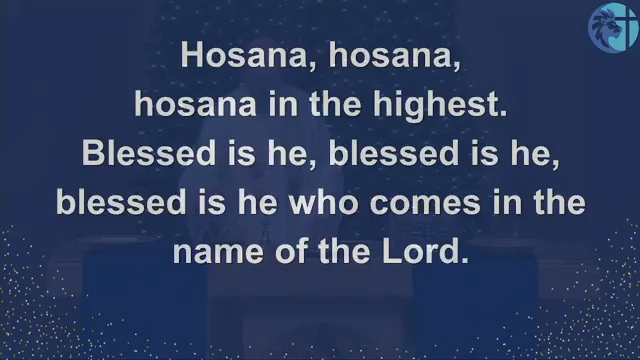 Hosana, hosana,
hosana in the highest.
Blessed is he, blessed is he,
blessed is he who comes in the
name of the Lord.